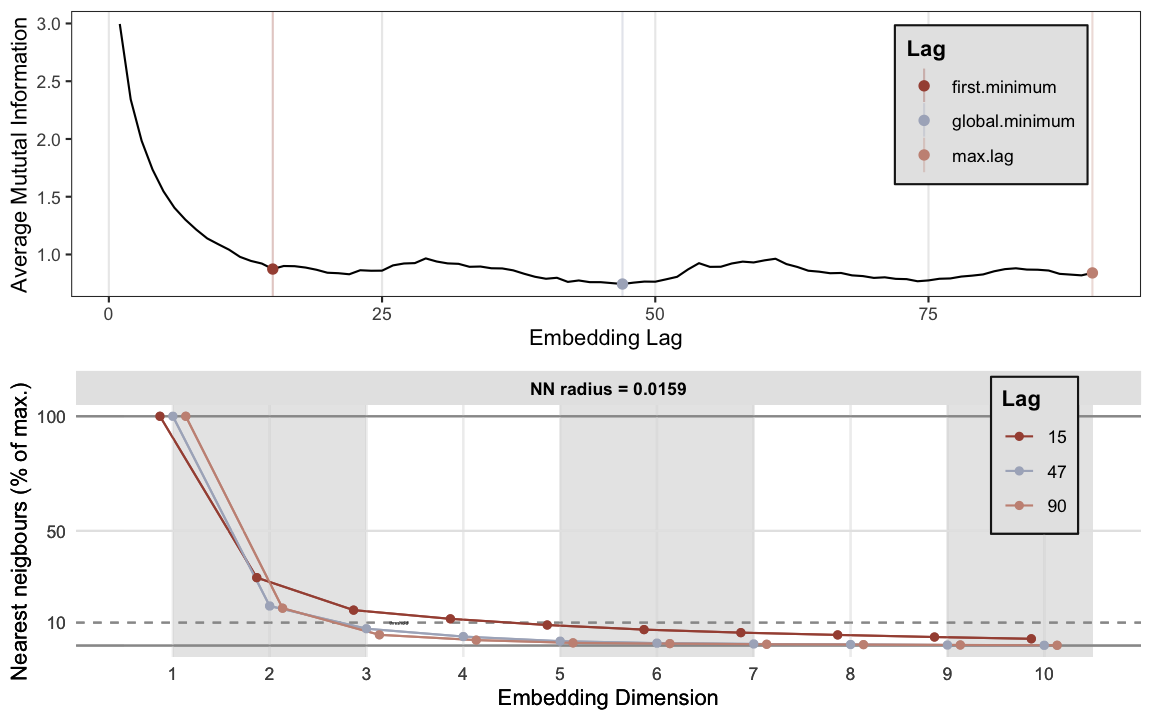 Average Mututal Information
3.0
2.5
2.0
1.5
1.0
Lag
first.minimum
global.minimum
max.lag
0
25
50
75
Embedding Lag
NN radius = 0.0159
Nearest neigbours (% of max.)
100
50
10
Lag
15
47
90
1
2
3
4
5
6
7
8
9
10
Embedding Dimension